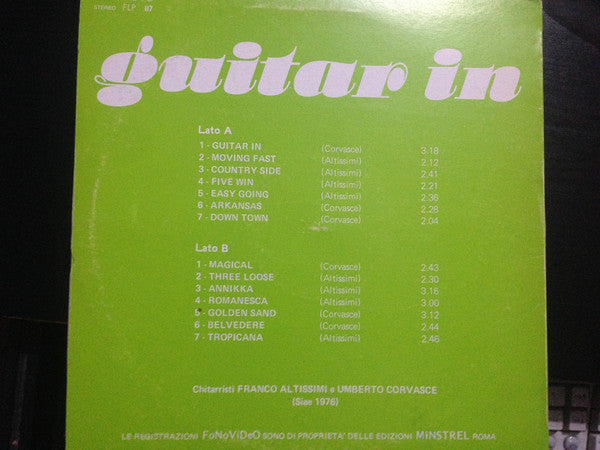 STEREO FLP 117
guitar in
Lato A
1 - GUITAR IN (Corvasce) 3.18
2 - MOVING FAST (Altissimi) 2.12
3 - COUNTRY SIDE (Altissimi) 2.41
4 - FIVE WIN (Altissimi) 2.21
5 - EASY GOING (Altissimi) 2.36
6 - ARKANSAS (Corvasce) 2.28
7 - DOWN TOWN (Corvasce) 2.04
Lato B
1 - MAGICAL (Corvasce) 2.43
2 - THREE LOOSE (Altissimi) 2.30
3 - ANNIKKA (Altissimi) 3.16
4 - ROMANESCA (Altissimi) 3.00
5 - GOLDEN SAND (Corvasce) 3.12
6 - BELVEDERE (Corvasce) 2.44
7 - TROPICANA (Altissimi) 2.46
Chitarristi FRANCO ALTISSIMI e UMBERTO CORVASCE
(Siae 1976)
LE REGISTRAZIONI FoNoViDeO SONO DI PROPRIETA' DELLE EDIZIONI MiNSTREL ROMA